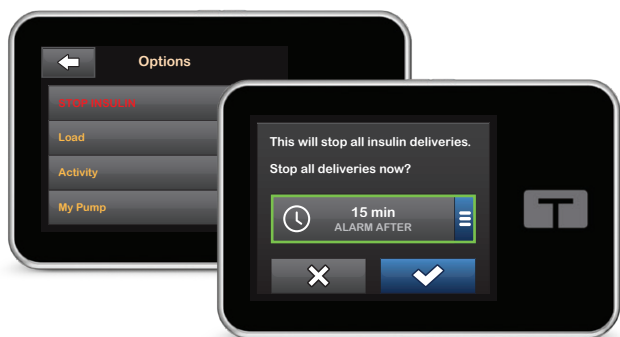 Options
STOP INSULIN
Load
Activity
My Pump
This will stop all insulin deliveries.
Stop all deliveries now?
15 min
ALARM AFTER
T